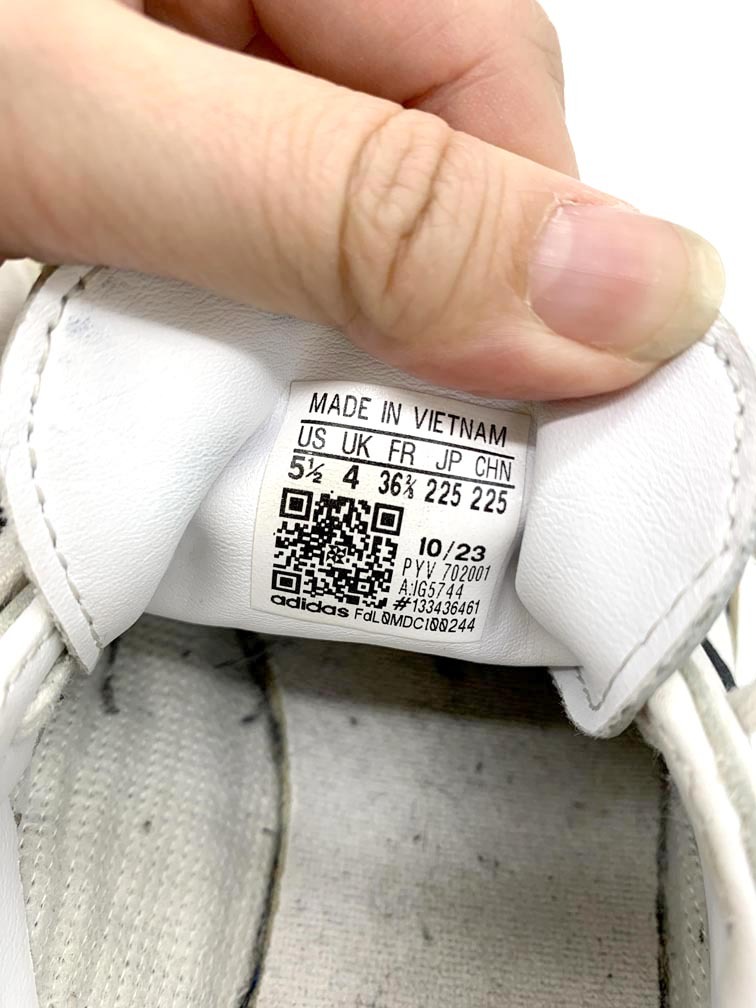 MADE IN VIETNAM
US UK FR JP CHN
5½ 4 36⅔ 225 225
10/23
PYV 702001
A:IG5744
#133436461
adidas FdL0MDC100244